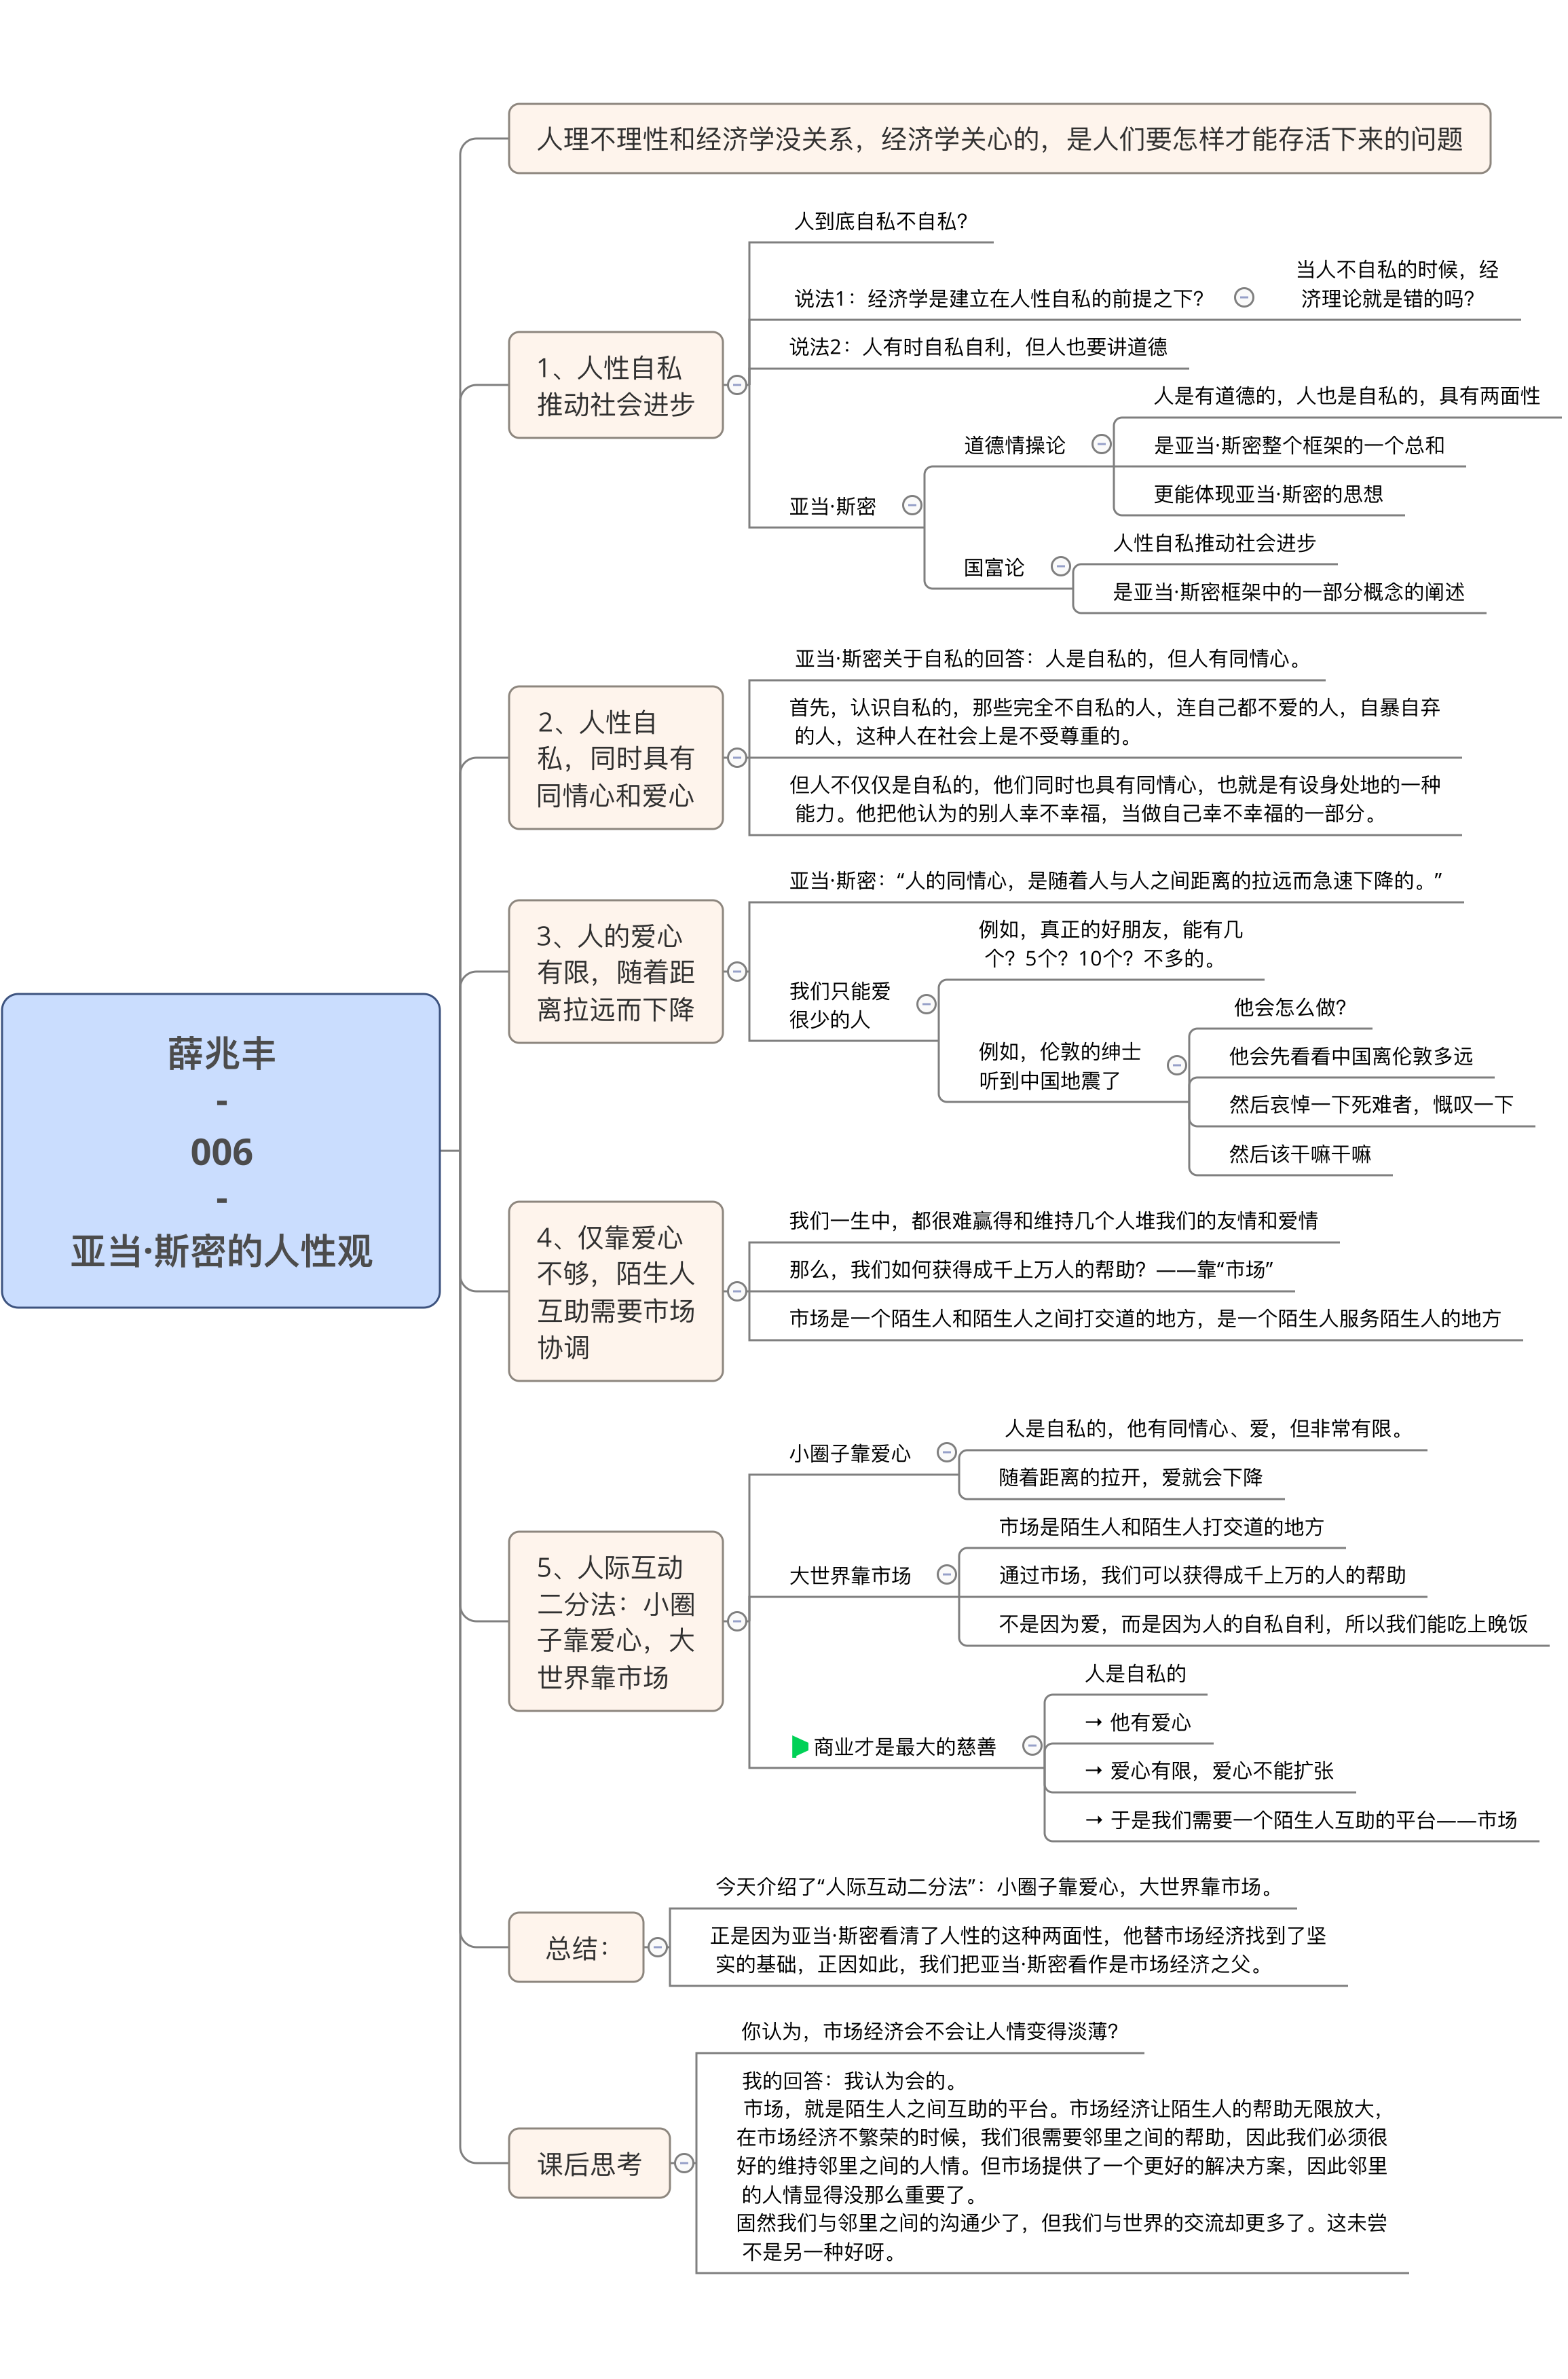 薛兆丰
-
006
-
亚当·斯密的人性观
人理不理性和经济学没关系，经济学关心的，是人们要怎样才能存活下来的问题
1、人性自私
推动社会进步
人到底自私不自私？
说法1：经济学是建立在人性自私的前提之下？
当人不自私的时候，经
济理论就是错的吗？
说法2：人有时自私自利，但人也要讲道德
亚当·斯密
道德情操论
人是有道德的，人也是自私的，具有两面性
是亚当·斯密整个框架的一个总和
更能体现亚当·斯密的思想
国富论
人性自私推动社会进步
是亚当·斯密框架中的一部分概念的阐述
2、人性自
私，同时具有
同情心和爱心
亚当·斯密关于自私的回答：人是自私的，但人有同情心。
首先，认识自私的，那些完全不自私的人，连自己都不爱的人，自暴自弃
的人，这种人在社会上是不受尊重的。
但人不仅仅是自私的，他们同时也具有同情心，也就是有设身处地的一种
能力。他把他认为的别人幸不幸福，当做自己幸不幸福的一部分。
3、人的爱心
有限，随着距
离拉远而下降
亚当·斯密：“人的同情心，是随着人与人之间距离的拉远而急速下降的。”
我们只能爱
很少的人
例如，真正的好朋友，能有几
个？5个？10个？不多的。
例如，伦敦的绅士
听到中国地震了
他会怎么做？
他会先看看中国离伦敦多远
然后哀悼一下死难者，慨叹一下
然后该干嘛干嘛
4、仅靠爱心
不够，陌生人
互助需要市场
协调
我们一生中，都很难赢得和维持几个人堆我们的友情和爱情
那么，我们如何获得成千上万人的帮助？——靠“市场”
市场是一个陌生人和陌生人之间打交道的地方，是一个陌生人服务陌生人的地方
5、人际互动
二分法：小圈
子靠爱心，大
世界靠市场
小圈子靠爱心
人是自私的，他有同情心、爱，但非常有限。
随着距离的拉开，爱就会下降
大世界靠市场
市场是陌生人和陌生人打交道的地方
通过市场，我们可以获得成千上万的人的帮助
不是因为爱，而是因为人的自私自利，所以我们能吃上晚饭
商业才是最大的慈善
人是自私的
→ 他有爱心
→ 爱心有限，爱心不能扩张
→ 于是我们需要一个陌生人互助的平台——市场
总结：
今天介绍了“人际互动二分法”：小圈子靠爱心，大世界靠市场。
正是因为亚当·斯密看清了人性的这种两面性，他替市场经济找到了坚
实的基础，正因如此，我们把亚当·斯密看作是市场经济之父。
课后思考
你认为，市场经济会不会让人情变得淡薄？
我的回答：我认为会的。
市场，就是陌生人之间互助的平台。市场经济让陌生人的帮助无限放大，
在市场经济不繁荣的时候，我们很需要邻里之间的帮助，因此我们必须很
好的维持邻里之间的人情。但市场提供了一个更好的解决方案，因此邻里
的人情显得没那么重要了。
固然我们与邻里之间的沟通少了，但我们与世界的交流却更多了。这未尝
不是另一种好呀。